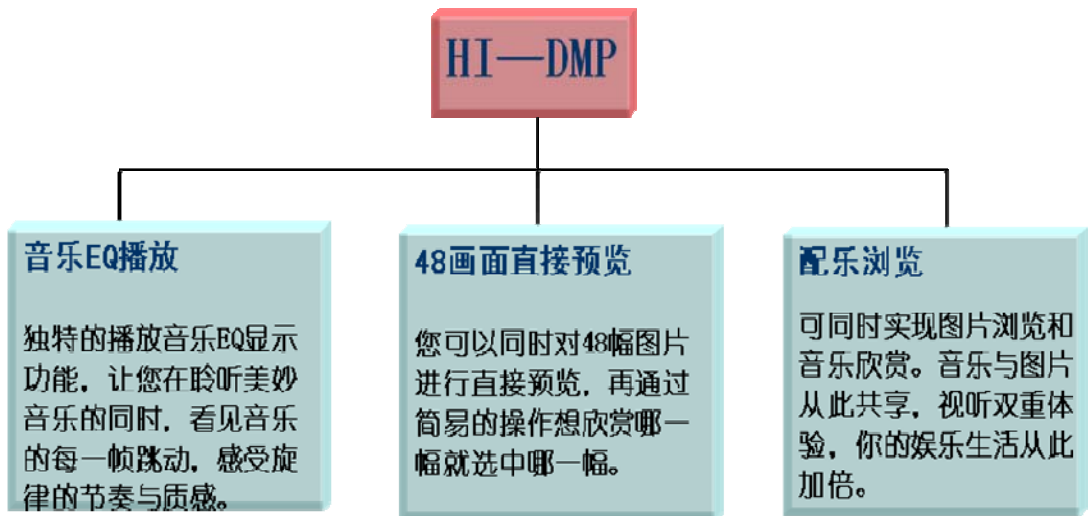 HI—DMP
音乐EQ播放
独特的播放音乐EQ显示
功能，让您在聆听美妙
音乐的同时，看见音乐
的每一帧跳动，感受旋
律的节奏与质感。
48画面直接预览
您可以同时对48幅图片
进行直接预览，再通过
简易的操作想欣赏哪一
幅就选中哪一幅。
配乐浏览
可同时实现图片浏览和
音乐欣赏。音乐与图片
从此共享，视听双重体
验，你的娱乐生活从此
加倍。